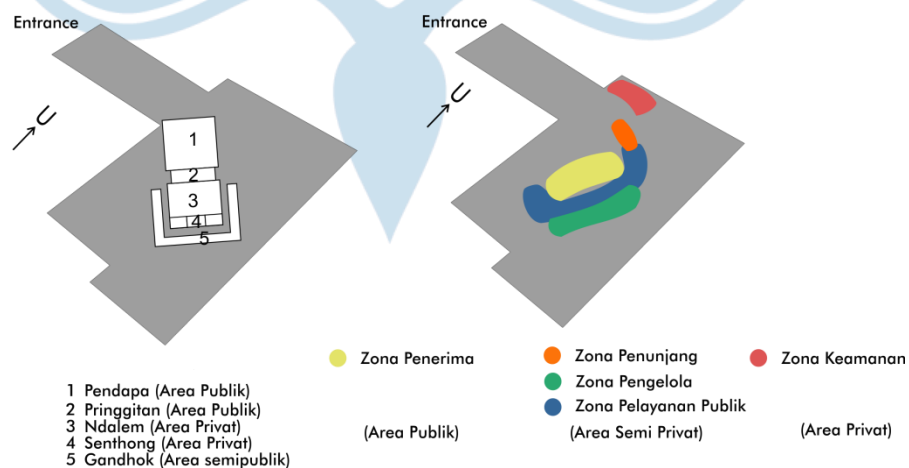 Entrance
Entrance
U
U
1
2
3
4
5
Zona Penerima
Zona Penunjang
Zona Keamanan
Zona Pengelola
Zona Pelayanan Publik
1 Pendapa (Area Publik)
2 Pringgitan (Area Publik)
3 Ndalem (Area Privat)
4 Senthong (Area Privat)
5 Gandhok (Area semipublik)
(Area Publik)
(Area Semi Privat)
(Area Privat)